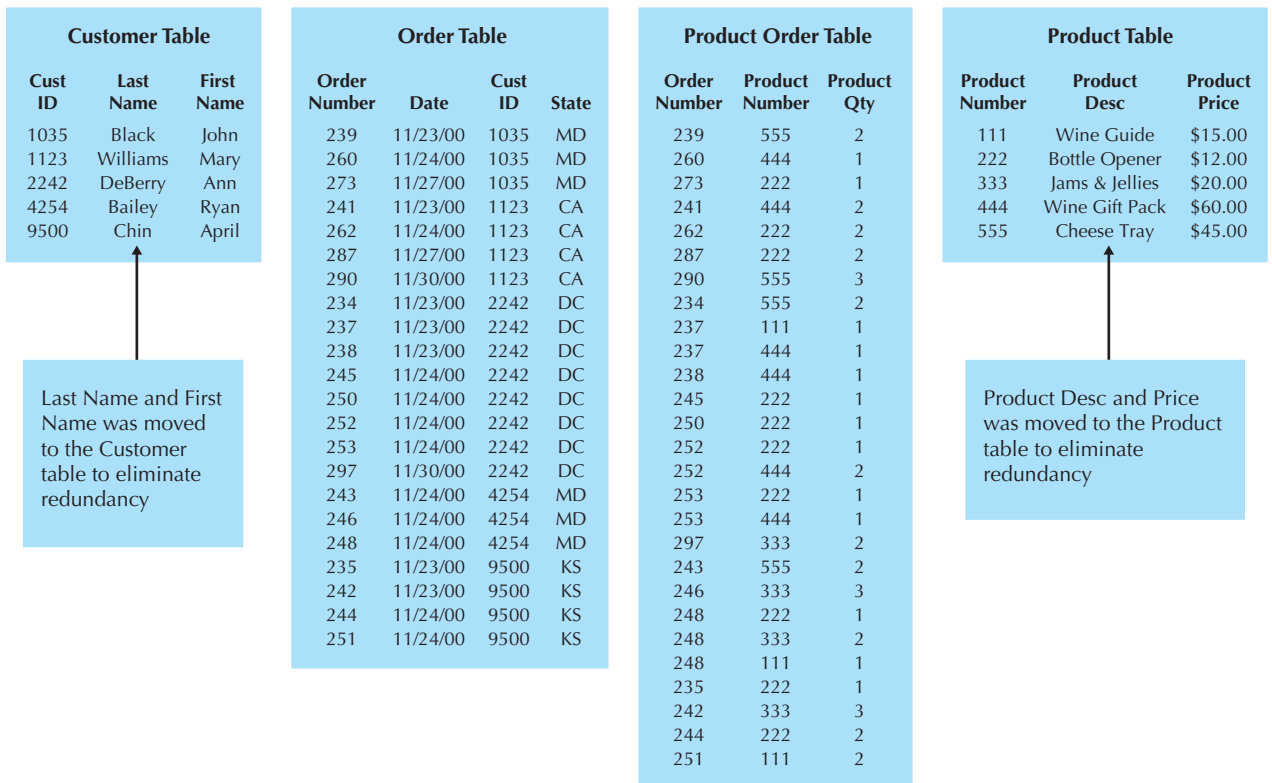 Customer Table
Cust ID Last Name First Name
1035 Black John
1123 Williams Mary
2242 DeBerry Ann
4254 Bailey Ryan
9500 Chin April
Last Name and First
Name was moved
to the Customer
table to eliminate
redundancy
Order Table
Order Number Date Cust ID State
239 11/23/00 1035 MD
260 11/24/00 1035 MD
273 11/27/00 1035 MD
241 11/23/00 1123 CA
262 11/24/00 1123 CA
287 11/27/00 1123 CA
290 11/30/00 1123 CA
234 11/23/00 2242 DC
237 11/23/00 2242 DC
238 11/23/00 2242 DC
245 11/24/00 2242 DC
250 11/24/00 2242 DC
252 11/24/00 2242 DC
253 11/24/00 2242 DC
297 11/30/00 2242 DC
243 11/24/00 4254 MD
246 11/24/00 4254 MD
248 11/24/00 4254 MD
235 11/23/00 9500 KS
242 11/23/00 9500 KS
244 11/24/00 9500 KS
251 11/24/00 9500 KS
Product Order Table
Order Number Product Number Product Qty
239 555 2
260 444 1
273 222 1
241 444 2
262 222 2
287 222 2
290 555 3
234 555 2
237 111 1
237 444 1
238 444 1
245 222 1
250 222 1
252 222 1
252 444 2
253 222 1
253 444 1
297 333 2
243 555 2
246 333 3
248 222 1
248 333 2
248 111 1
235 222 1
242 333 3
244 222 2
251 111 2
Product Table
Product Number Product Desc Product Price
111 Wine Guide $15.00
222 Bottle Opener $12.00
333 Jams & Jellies $20.00
444 Wine Gift Pack $60.00
555 Cheese Tray $45.00
Product Desc and Price
was moved to the Product
table to eliminate
redundancy